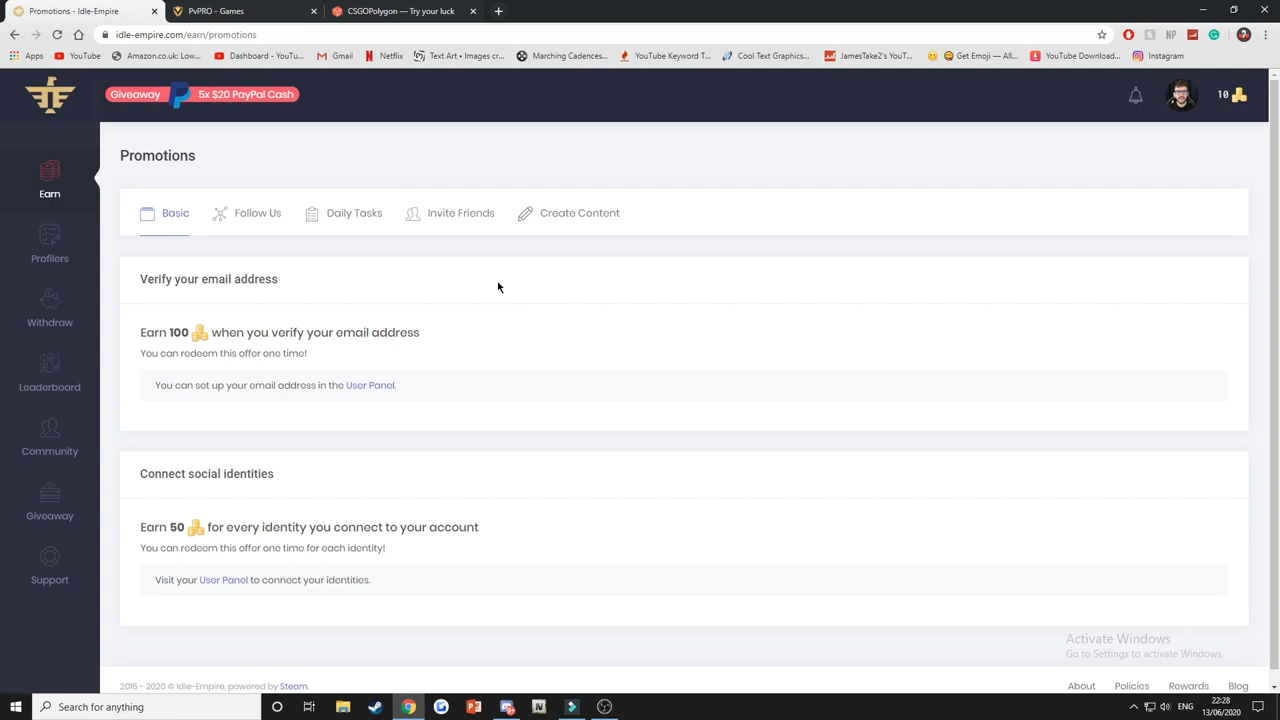 Promotions - Idle-Empire
PvPRO - Games
CSGOPolygon — Try your luck
idle-empire.com/earn/promotions
Apps
YouTube
Amazon.co.uk: Low...
Dashboard - YouTu...
Gmail
Netflix
Text Art • Images cr...
Marching Cadences...
YouTube Keyword T...
Cool Text Graphics...
JamesTake2's YouT...
Get Emoji — All...
YouTube Download...
Instagram
Giveaway 5x $20 PayPal Cash
10
Promotions
Earn
Profilers
Withdraw
Leaderboard
Community
Giveaway
Support
Basic
Follow Us
Daily Tasks
Invite Friends
Create Content
Verify your email address
Earn 100 when you verify your email address
You can redeem this offer one time!
You can set up your email address in the User Panel.
Connect social identities
Earn 50 for every identity you connect to your account
You can redeem this offer one time for each identity!
Visit your User Panel to connect your identities.
Activate Windows
Go to Settings to activate Windows.
2015 - 2020 © Idle-Empire, powered by Steam.
About
Policies
Rewards
Blog
Search for anything
ENG
22:28
13/06/2020